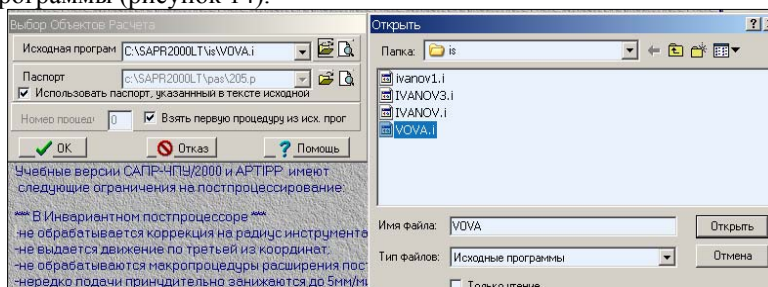 рограммы (рисунок 14).
Выбор Объектов Расчета
Исходная програм C:\SAPR2000LT\is\VOVA.i
Паспорт c:\SAPR2000LT\pas\205.p
Использовать паспорт, указаннный в тексте исходной
Номер процед: 0 Взять первую процедуру из исх. прог
OK Отказ Помощь
Учебные версии САПР-ЧПУ/2000 и APTIPP имеют
следующие ограничения на постпроцессирование:
*** В Инвариантном постпроцессоре ***
-не обрабатывается коррекция на радиус инструмента
-не выдается движение по третьей из координат;
-не обрабатываются макропроцедуры расширения пос
-нередко подачи принудительно занижаются до 5мм/ми
Открыть
Папка: is
ivanov1.i
IVANOV3.i
IVANOV.i
VOVA.i
Имя файла: VOVA Открыть
Тип файлов: Исходные программы Отмена
Только чтение